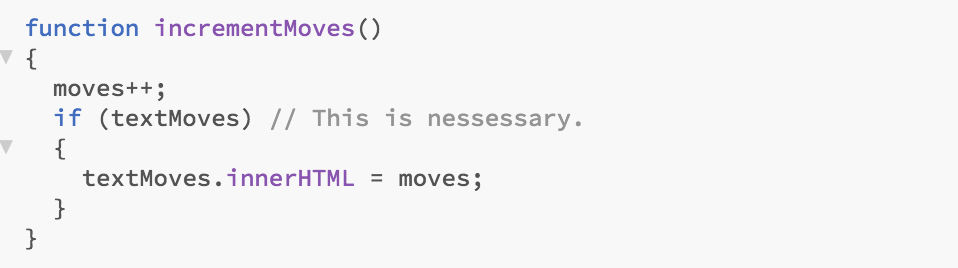 function incrementMoves()
{
  moves++;
  if (textMoves) // This is nessessary.
  {
    textMoves.innerHTML = moves;
  }
}